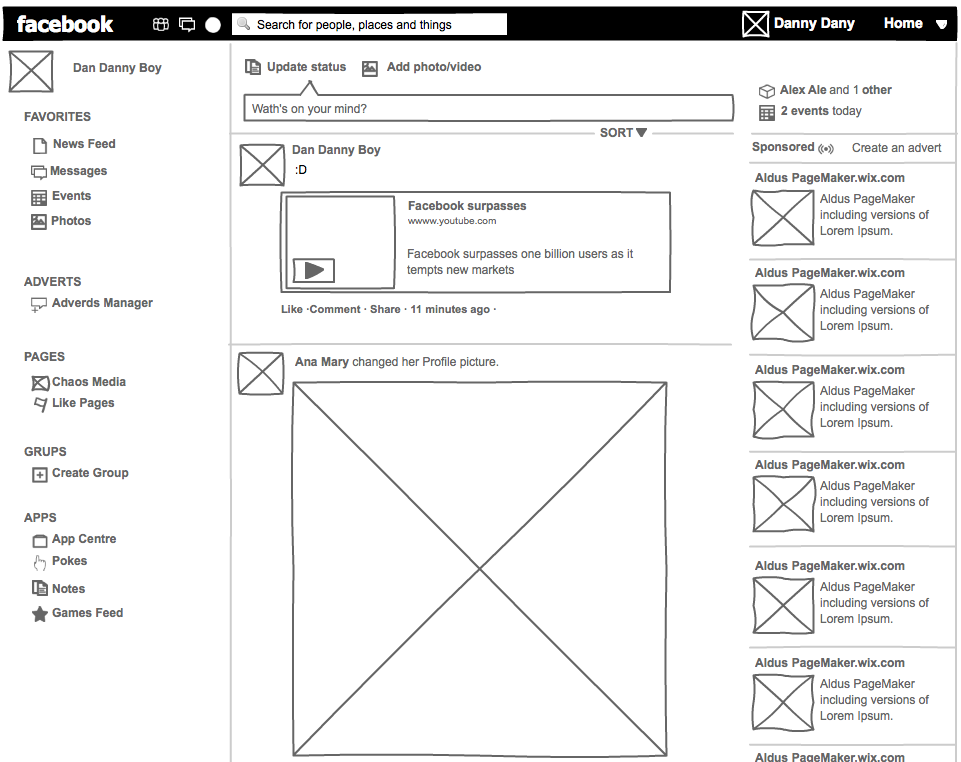 facebook
Search for people, places and things
Danny Dany
Home
Dan Danny Boy
FAVORITES
News Feed
Messages
Events
Photos
ADVERTS
Adverds Manager
PAGES
Chaos Media
Like Pages
GRUPS
Create Group
APPS
App Centre
Pokes
Notes
Games Feed
Update status
Add photo/video
Wath's on your mind?
SORT
Dan Danny Boy
:D
Facebook surpasses
wwww.youtube.com
Facebook surpasses one billion users as it
tempts new markets
Like ·Comment · Share · 11 minutes ago ·
Ana Mary changed her Profile picture.
Alex Ale and 1 other
2 events today
Sponsored
Create an advert
Aldus PageMaker.wix.com
Aldus PageMaker
including versions of
Lorem Ipsum.
Aldus PageMaker.wix.com
Aldus PageMaker
including versions of
Lorem Ipsum.
Aldus PageMaker.wix.com
Aldus PageMaker
including versions of
Lorem Ipsum.
Aldus PageMaker.wix.com
Aldus PageMaker
including versions of
Lorem Ipsum.
Aldus PageMaker.wix.com
Aldus PageMaker
including versions of
Lorem Ipsum.
Aldus PageMaker.wix.com
Aldus PageMaker
including versions of
Lorem Ipsum.
Aldus PageMaker.wix.com